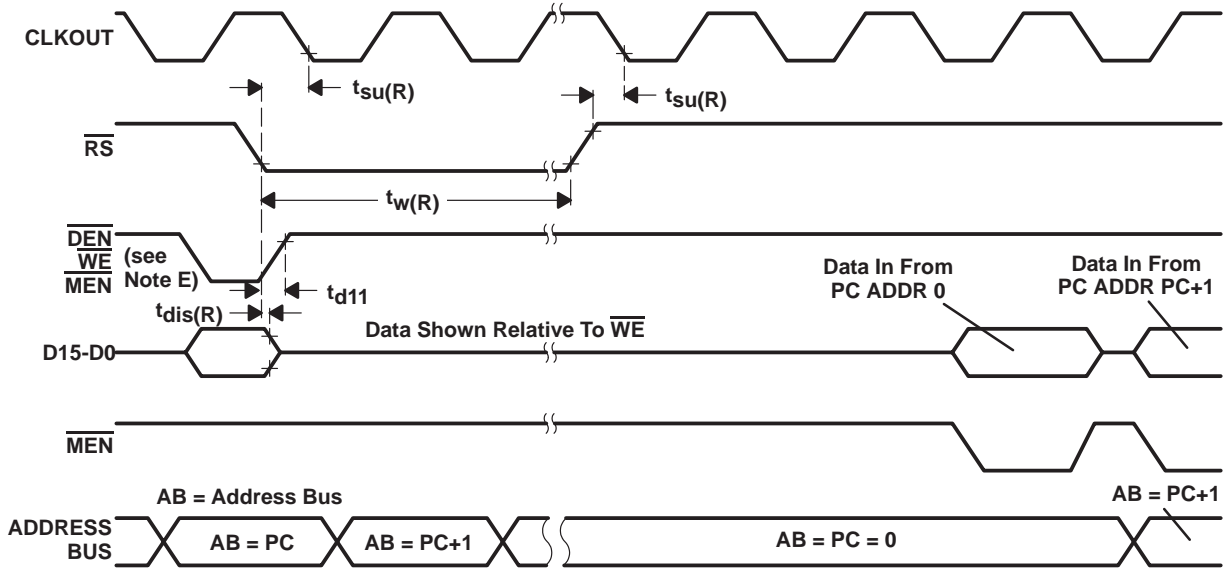 CLKOUT
tsu(R)
tsu(R)
RS
tw(R)
DEN
WE
MEN
(see
Note E)
td11
tdis(R)
Data In From
PC ADDR 0
Data In From
PC ADDR PC+1
Data Shown Relative To WE
D15-D0
MEN
AB = Address Bus
AB = PC+1
ADDRESS
BUS
AB = PC
AB = PC+1
AB = PC = 0